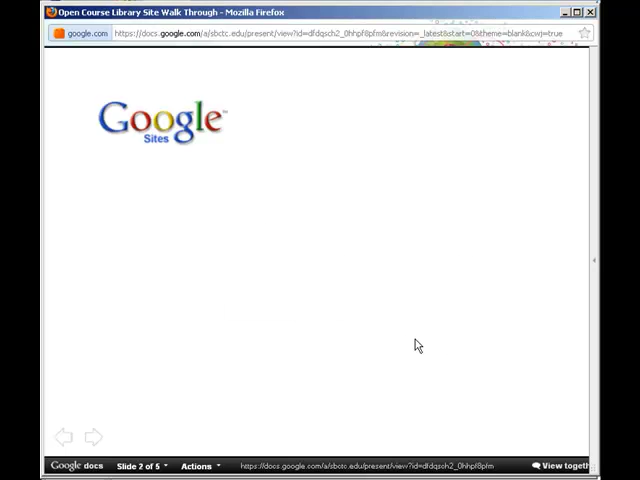 Open Course Library Site Walk Through - Mozilla Firefox
google.com https://docs.google.com/a/sbctc.edu/present/view?id=dfdqsch2_0hhpf8pfm&revision=_latest&start=0&theme=blank&cwj=true
Google™
Sites
Google docs Slide 2 of 5 Actions https://docs.google.com/a/sbctc.edu/present/view?id=dfdqsch2_0hhpf8pfm View togeth